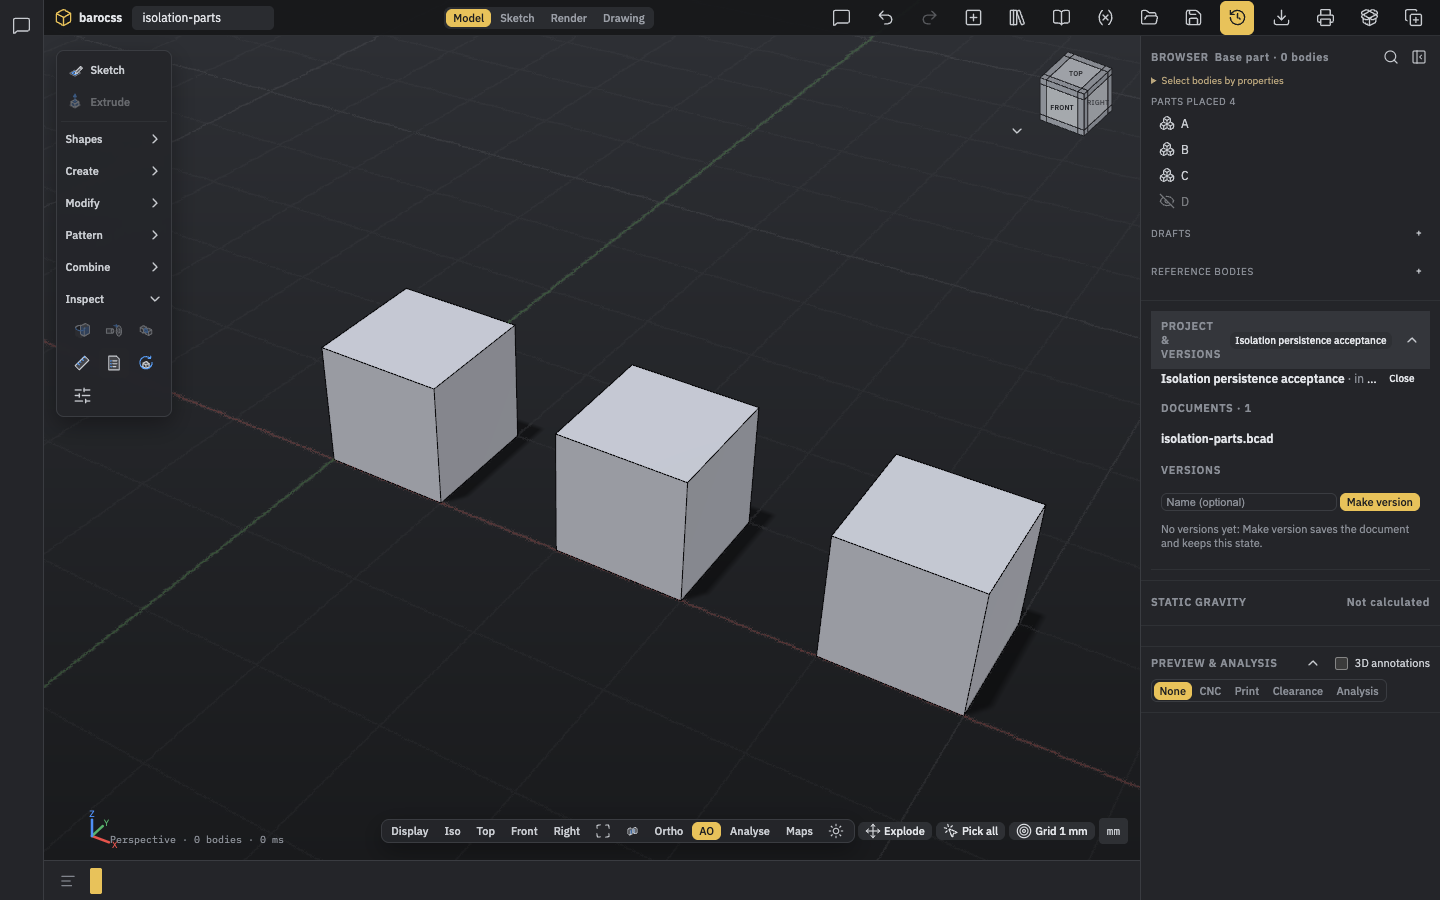 barocss
isolation-parts
Model Sketch Render Drawing
Sketch
Extrude
Shapes
Create
Modify
Pattern
Combine
Inspect
TOP
FRONT
RIGHT
BROWSER Base part · 0 bodies
Select bodies by properties
PARTS PLACED 4
A
B
C
D
DRAFTS
REFERENCE BODIES
PROJECT
&
VERSIONS
Isolation persistence acceptance
Isolation persistence acceptance · in ... Close
DOCUMENTS · 1
isolation-parts.bcad
VERSIONS
Name (optional) Make version
No versions yet: Make version saves the document
and keeps this state.
STATIC GRAVITY Not calculated
PREVIEW & ANALYSIS 3D annotations
None CNC Print Clearance Analysis
Z
Y
X
Perspective · 0 bodies · 0 ms
Display Iso Top Front Right Ortho AO Analyse Maps Explode Pick all Grid 1 mm mm